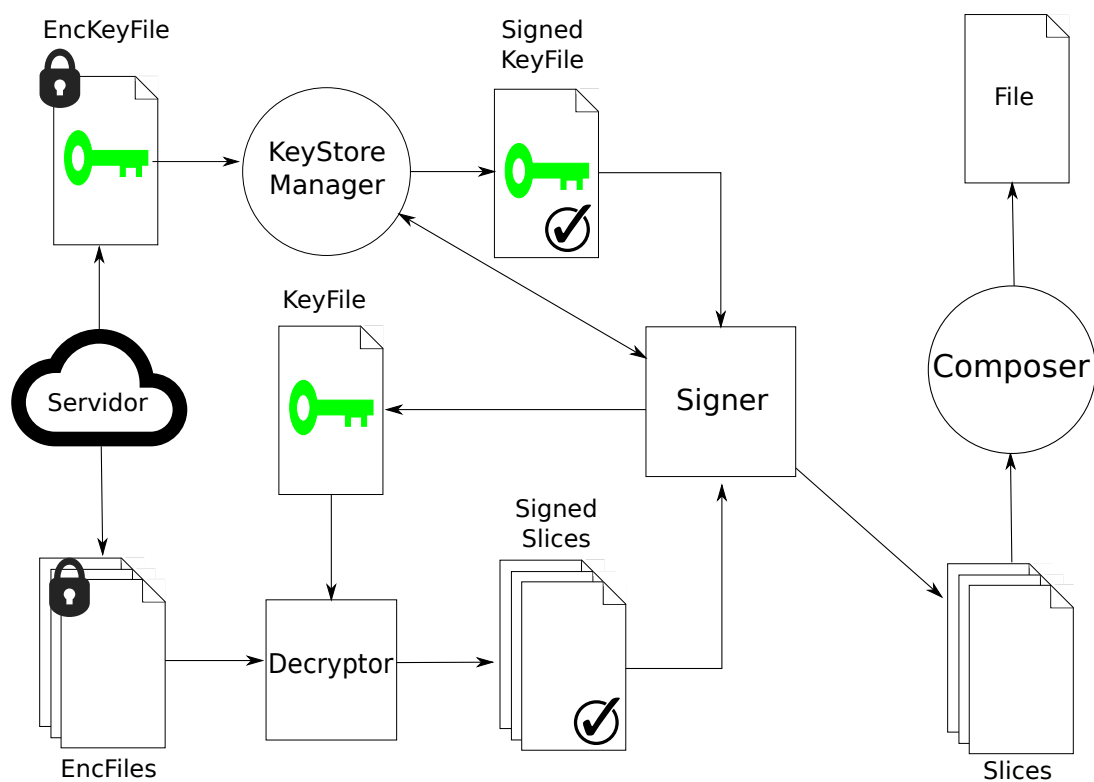 EncKeyFile
Signed
KeyFile
File
KeyStore
Manager
KeyFile
Servidor
Signer
Composer
Signed
Slices
Decryptor
EncFiles
Slices